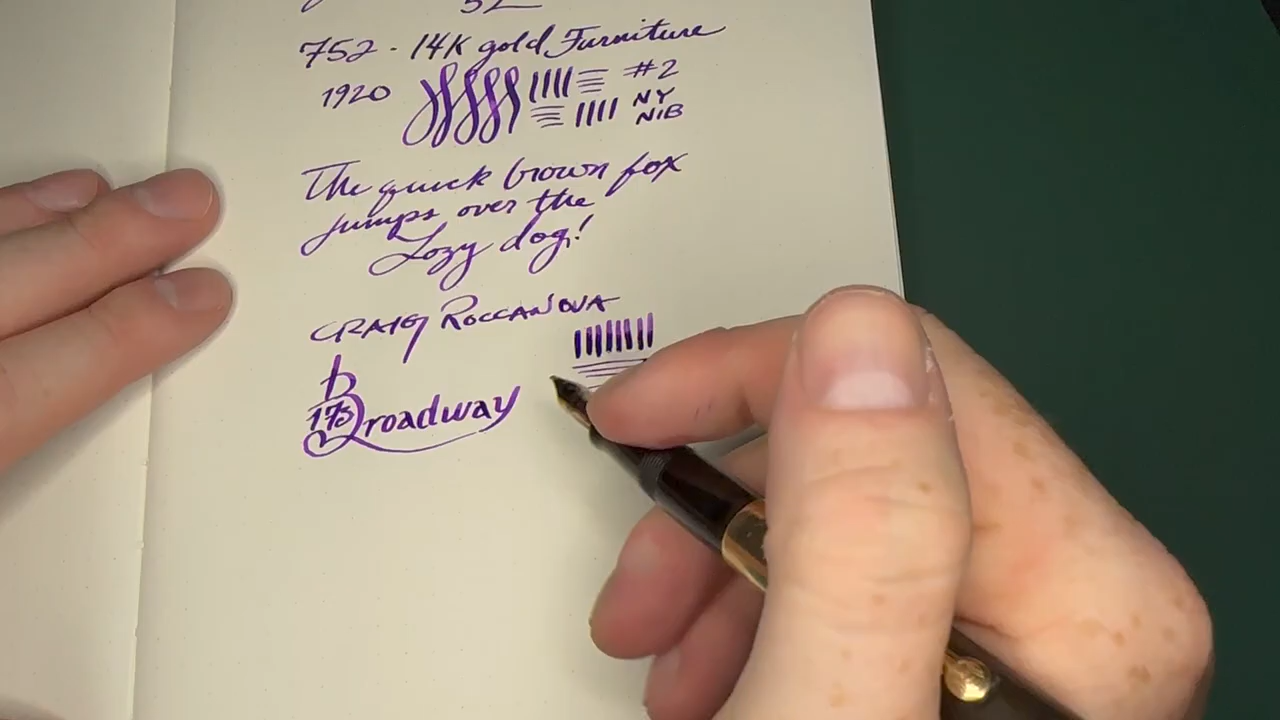 52
752 - 14K gold Furniture
1920 #2
NY
NIB
The quick brown fox
jumps over the
Lazy dog!
CRAIG ROCCANOVA
Broadway